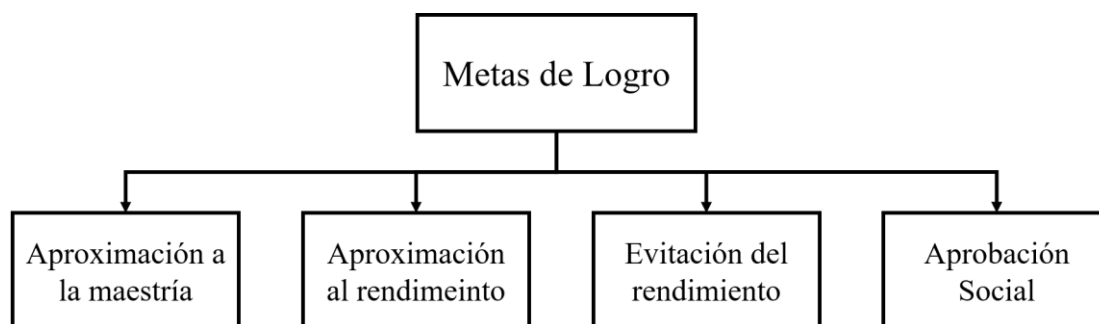 Metas de Logro
Aproximación a
la maestría
Aproximación
al rendimeinto
Evitación del
rendimiento
Aprobación
Social